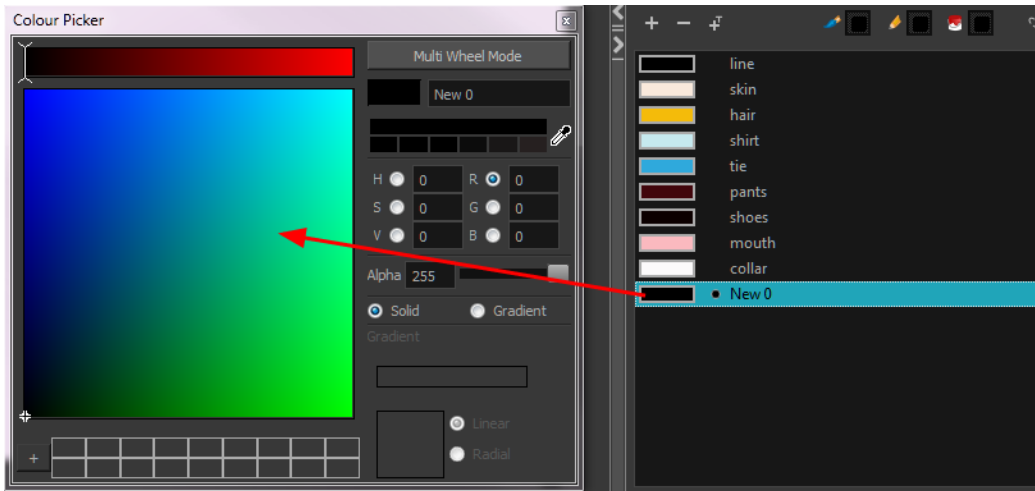 Colour Picker
x
Multi Wheel Mode
New 0
H 0 R 0
S 0 G 0
V 0 B 0
Alpha 255
Solid Gradient
Gradient
Linear
Radial
+
line
skin
hair
shirt
tie
pants
shoes
mouth
collar
New 0